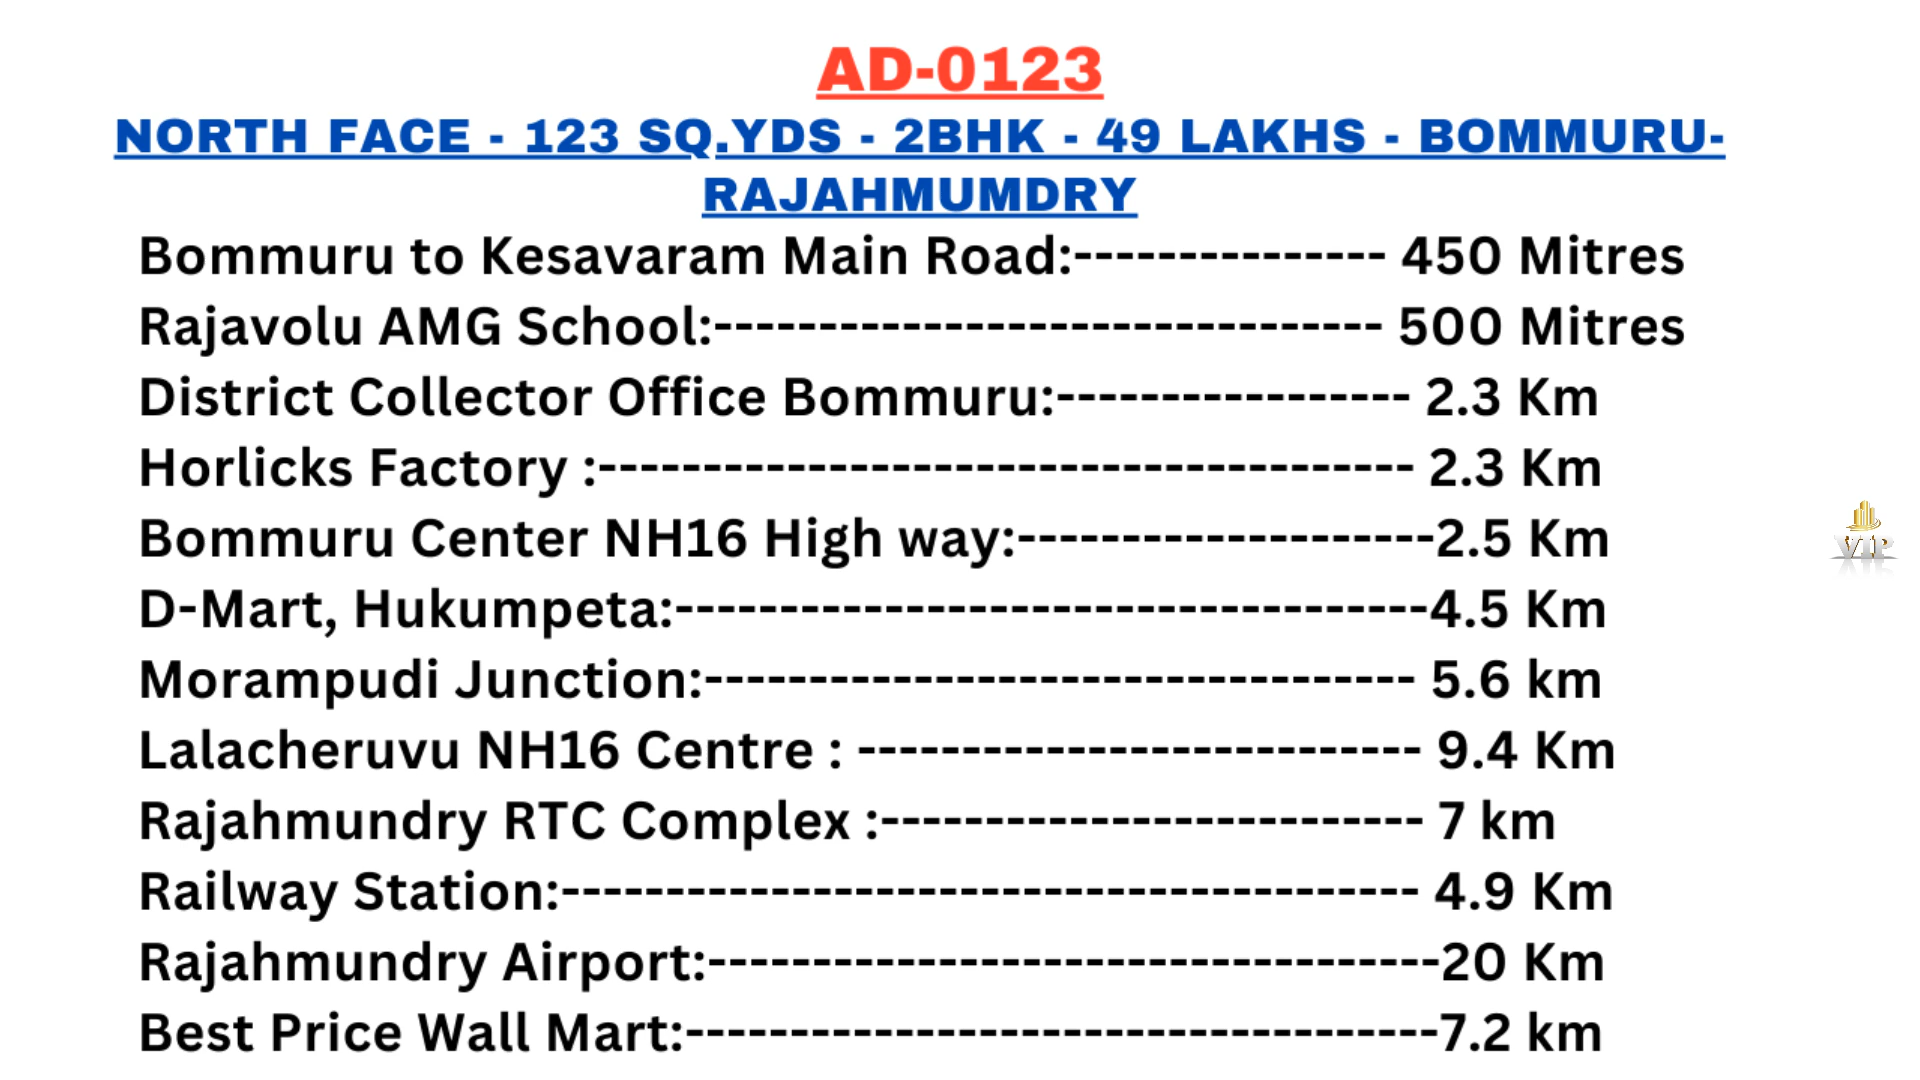 AD-0123
NORTH FACE - 123 SQ.YDS - 2BHK - 49 LAKHS - BOMMURU-
RAJAHMUMDRY
Bommuru to Kesavaram Main Road:--------------- 450 Mitres
Rajavolu AMG School:-------------------------------- 500 Mitres
District Collector Office Bommuru:----------------- 2.3 Km
Horlicks Factory :--------------------------------------- 2.3 Km
Bommuru Center NH16 High way:--------------------2.5 Km
D-Mart, Hukumpeta:------------------------------------4.5 Km
Morampudi Junction:---------------------------------- 5.6 km
Lalacheruvu NH16 Centre : --------------------------- 9.4 Km
Rajahmundry RTC Complex :-------------------------- 7 km
Railway Station:----------------------------------------- 4.9 Km
Rajahmundry Airport:-----------------------------------20 Km
Best Price Wall Mart:------------------------------------7.2 km
VIP